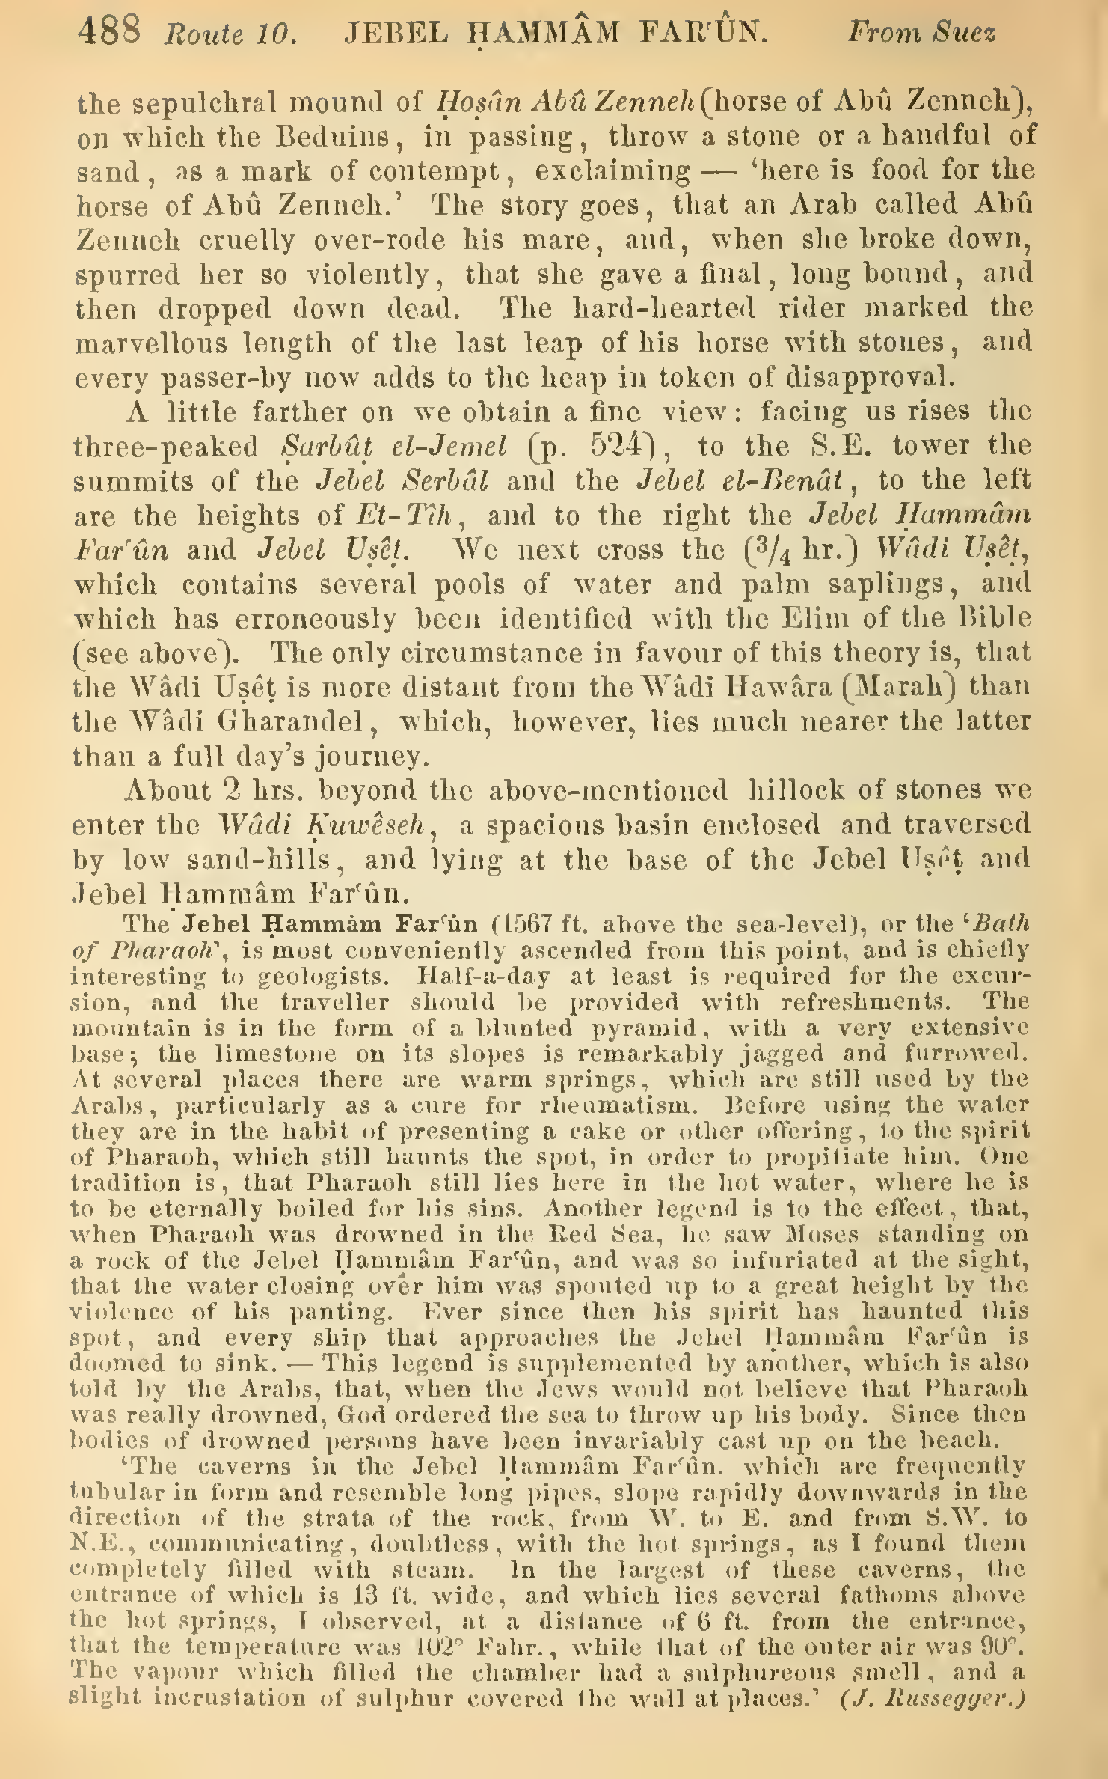 488 Route 10. JEBEL ḤAMMÂM FAR‛ÛN. From Suez
the sepulchral mound of Ḥoṣân Abû Zenneh (horse of Abû Zenneh),
on which the Beduins, in passing, throw a stone or a handful of
sand, as a mark of contempt, exclaiming — ‘here is food for the
horse of Abû Zenneh.’ The story goes, that an Arab called Abû
Zenneh cruelly over-rode his mare, and, when she broke down,
spurred her so violently, that she gave a final, long bound, and
then dropped down dead. The hard-hearted rider marked the
marvellous length of the last leap of his horse with stones, and
every passer-by now adds to the heap in token of disapproval.
A little farther on we obtain a fine view: facing us rises the
three-peaked Ṣarbûṭ el-Jemel (p. 524), to the S.E. tower the
summits of the Jebel Serbâl and the Jebel el-Benât, to the left
are the heights of Et-Tîh, and to the right the Jebel Ḥammâm
Far‛ûn and Jebel Uṣêṭ. We next cross the (3/4 hr.) Wâdi Uṣêṭ,
which contains several pools of water and palm saplings, and
which has erroneously been identified with the Elim of the Bible
(see above). The only circumstance in favour of this theory is, that
the Wâdi Uṣêṭ is more distant from the Wâdi Hawâra (Marah) than
the Wâdi Gharandel, which, however, lies much nearer the latter
than a full day’s journey.
About 2 hrs. beyond the above-mentioned hillock of stones we
enter the Wâdi Ḳuwêseh, a spacious basin enclosed and traversed
by low sand-hills, and lying at the base of the Jebel Uṣêṭ and
Jebel Ḥammâm Far‛ûn.
The Jebel Ḥammâm Far‛ûn (1567 ft. above the sea-level), or the ‘Bath
of Pharaoh’, is most conveniently ascended from this point, and is chiefly
interesting to geologists. Half-a-day at least is required for the excur-
sion, and the traveller should be provided with refreshments. The
mountain is in the form of a blunted pyramid, with a very extensive
base; the limestone on its slopes is remarkably jagged and furrowed.
At several places there are warm springs, which are still used by the
Arabs, particularly as a cure for rheumatism. Before using the water
they are in the habit of presenting a cake or other offering, to the spirit
of Pharaoh, which still haunts the spot, in order to propitiate him. One
tradition is, that Pharaoh still lies here in the hot water, where he is
to be eternally boiled for his sins. Another legend is to the effect, that,
when Pharaoh was drowned in the Red Sea, he saw Moses standing on
a rock of the Jebel Ḥammâm Far‛ûn, and was so infuriated at the sight,
that the water closing over him was spouted up to a great height by the
violence of his panting. Ever since then his spirit has haunted this
spot, and every ship that approaches the Jebel Ḥammâm Far‛ûn is
doomed to sink. — This legend is supplemented by another, which is also
told by the Arabs, that, when the Jews would not believe that Pharaoh
was really drowned, God ordered the sea to throw up his body. Since then
bodies of drowned persons have been invariably cast up on the beach.
‘The caverns in the Jebel Ḥammâm Far‛ûn. which are frequently
tubular in form and resemble long pipes, slope rapidly downwards in the
direction of the strata of the rock, from W. to E. and from S.W. to
N.E., communicating, doubtless, with the hot springs, as I found them
completely filled with steam. In the largest of these caverns, the
entrance of which is 13 ft. wide, and which lies several fathoms above
the hot springs, I observed, at a distance of 6 ft. from the entrance,
that the temperature was 102° Fahr., while that of the outer air was 90°.
The vapour which filled the chamber had a sulphureous smell, and a
slight incrustation of sulphur covered the wall at places.’ (J. Russegger.)